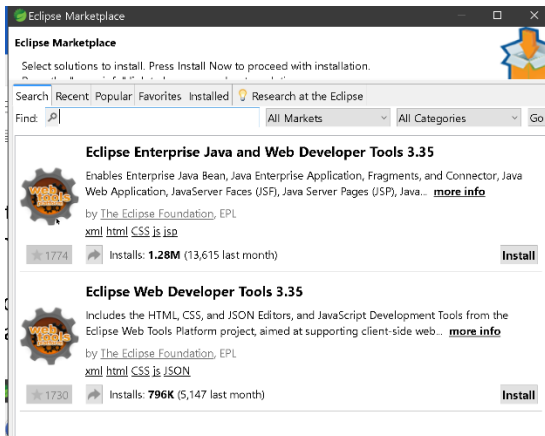 Eclipse Marketplace
Eclipse Marketplace
Select solutions to install. Press Install Now to proceed with installation.
Search Recent Popular Favorites Installed Research at the Eclipse
Find: All Markets All Categories Go
Eclipse Enterprise Java and Web Developer Tools 3.35
Enables Enterprise Java Bean, Java Enterprise Application, Fragments, and Connector, Java
Web Application, JavaServer Faces (JSF), Java Server Pages (JSP), Java... more info
by The Eclipse Foundation, EPL
xml html CSS js jsp
1774 Installs: 1.28M (13,615 last month) Install
Eclipse Web Developer Tools 3.35
Includes the HTML, CSS, and JSON Editors, and JavaScript Development Tools from the
Eclipse Web Tools Platform project, aimed at supporting client-side web... more info
by The Eclipse Foundation, EPL
xml html CSS js JSON
1730 Installs: 796K (5,147 last month) Install